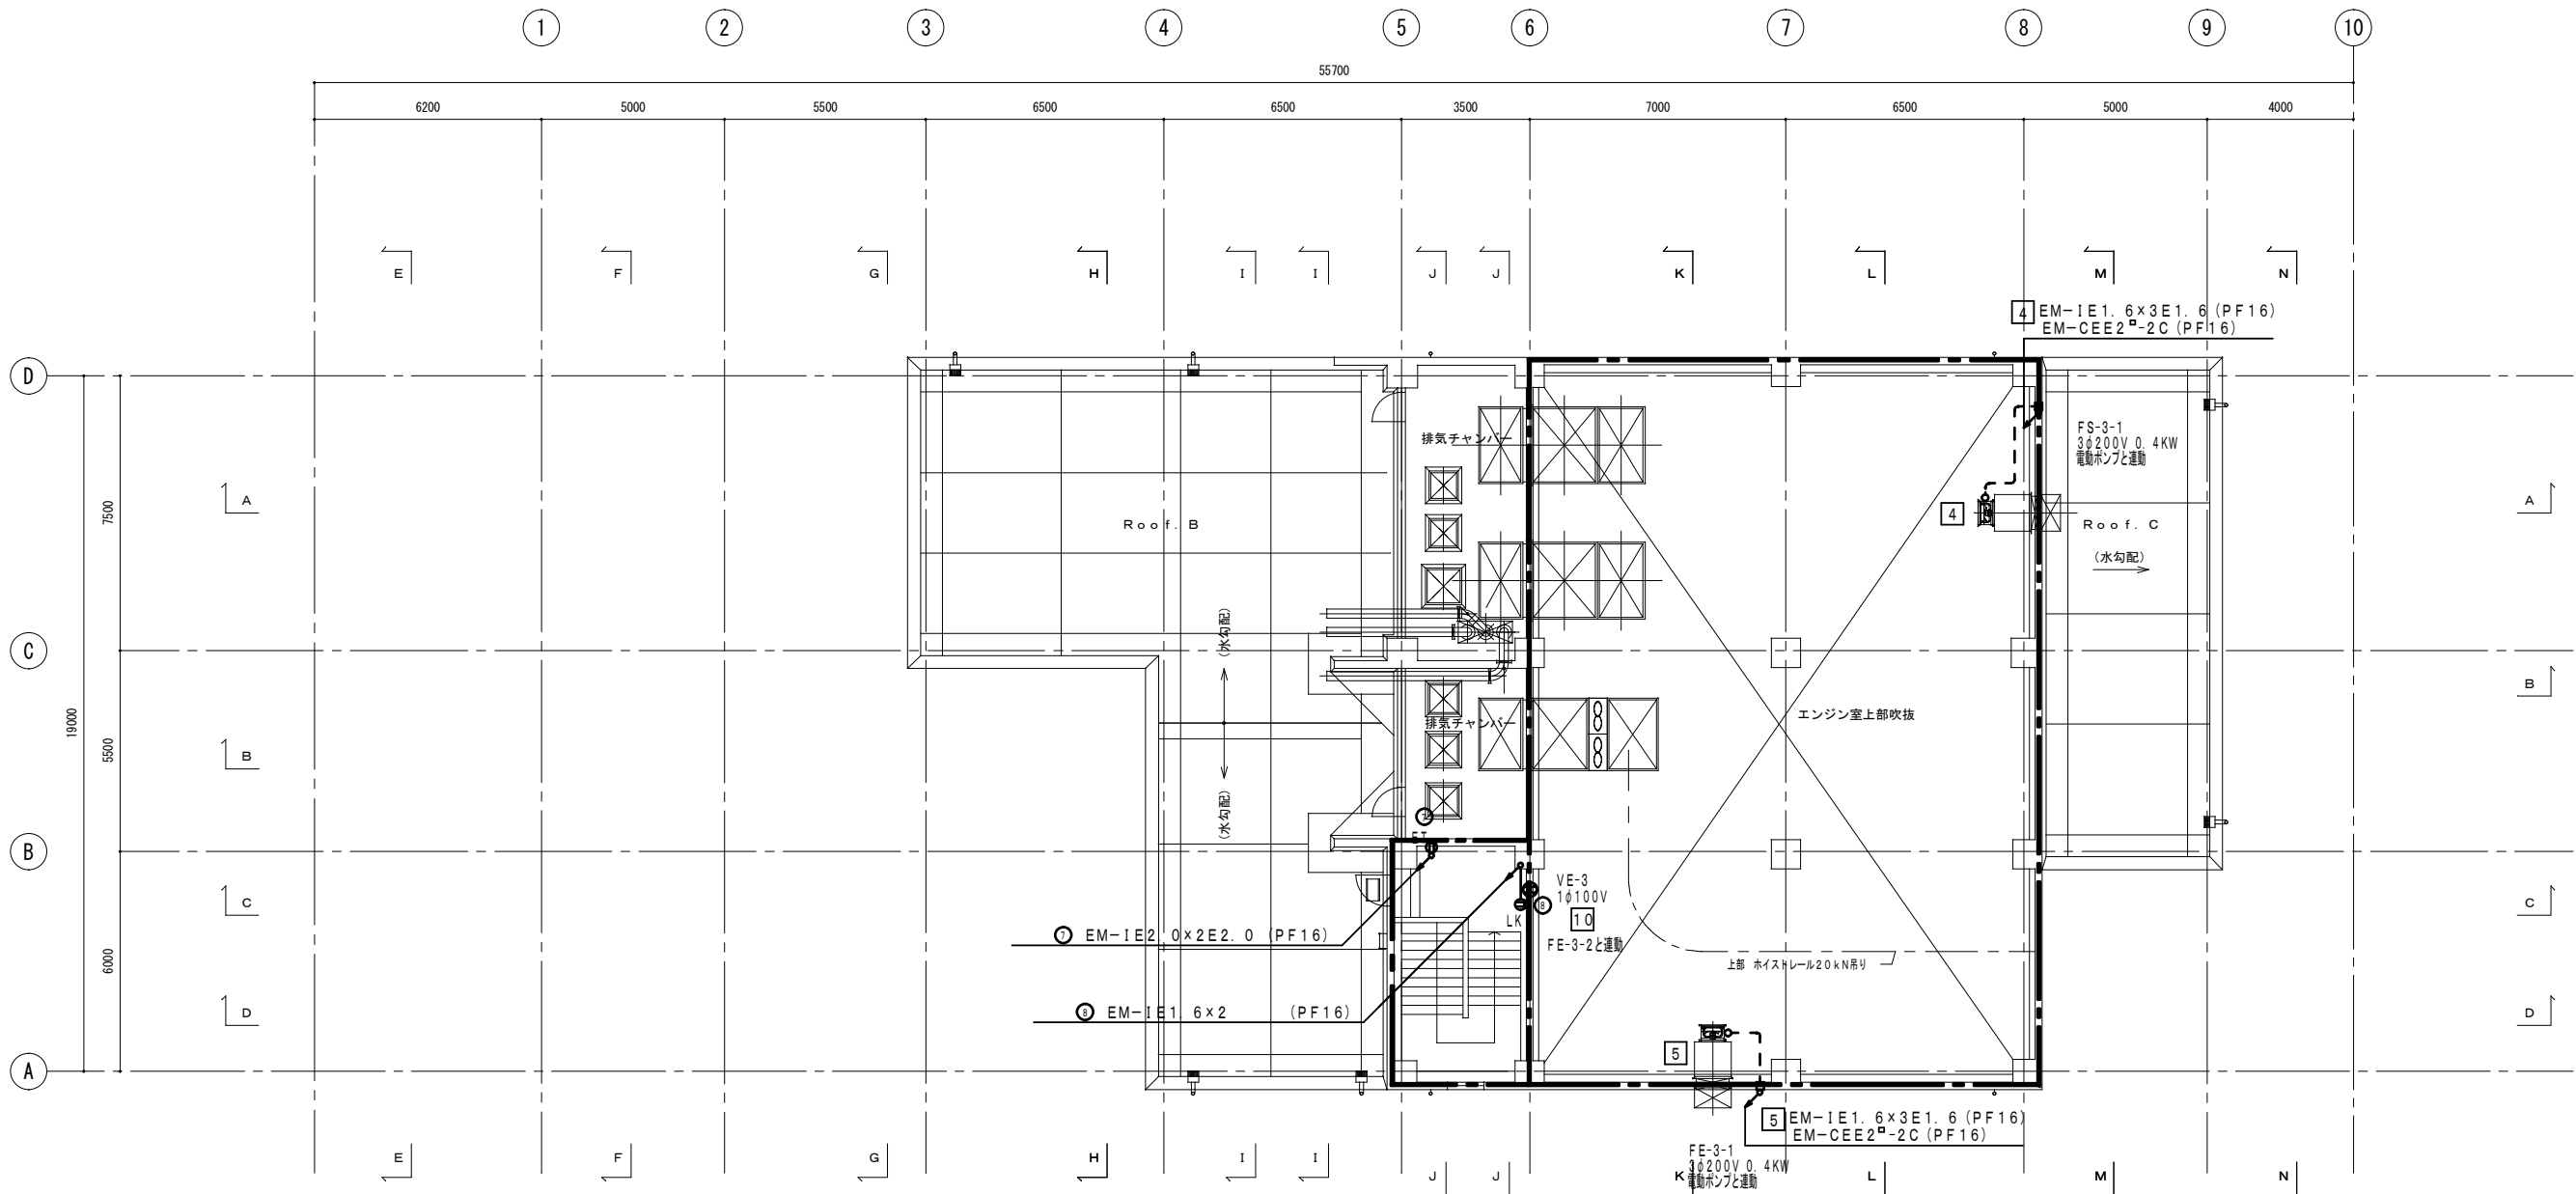 1 2 3 4 5 6 7 8 9 10
55700
6200 5000 5500 6500 6500 3500 7000 6500 5000 4000
E F G H I I J J K L M N
4 EM-IE1.6×3E1.6(PF16)
EM-CEE2□-2C(PF16)
D
FS-3-1
3φ200V 0.4KW
電動ポンプと連動
排気チャンバー
A
7500
4
A
Roof.B
Roof.C
(水勾配)
(水勾配)
C
B
19000
排気チャンバー
エンジン室上部吹抜
5500
B
(水勾配)
7
ET
B
VE-3
1φ100V
10
8
LK
FE-3-2と連動
C
C
7 EM-IE2.0×2E2.0(PF16)
6000
上部 ホイストレール20kN吊り
8 EM-IE1.6×2 (PF16)
D
D
5
A
5 EM-IE1.6×3E1.6(PF16)
EM-CEE2□-2C(PF16)
FE-3-1
3φ200V 0.4KW
電動ポンプと連動
E F G H I I J J K L M N